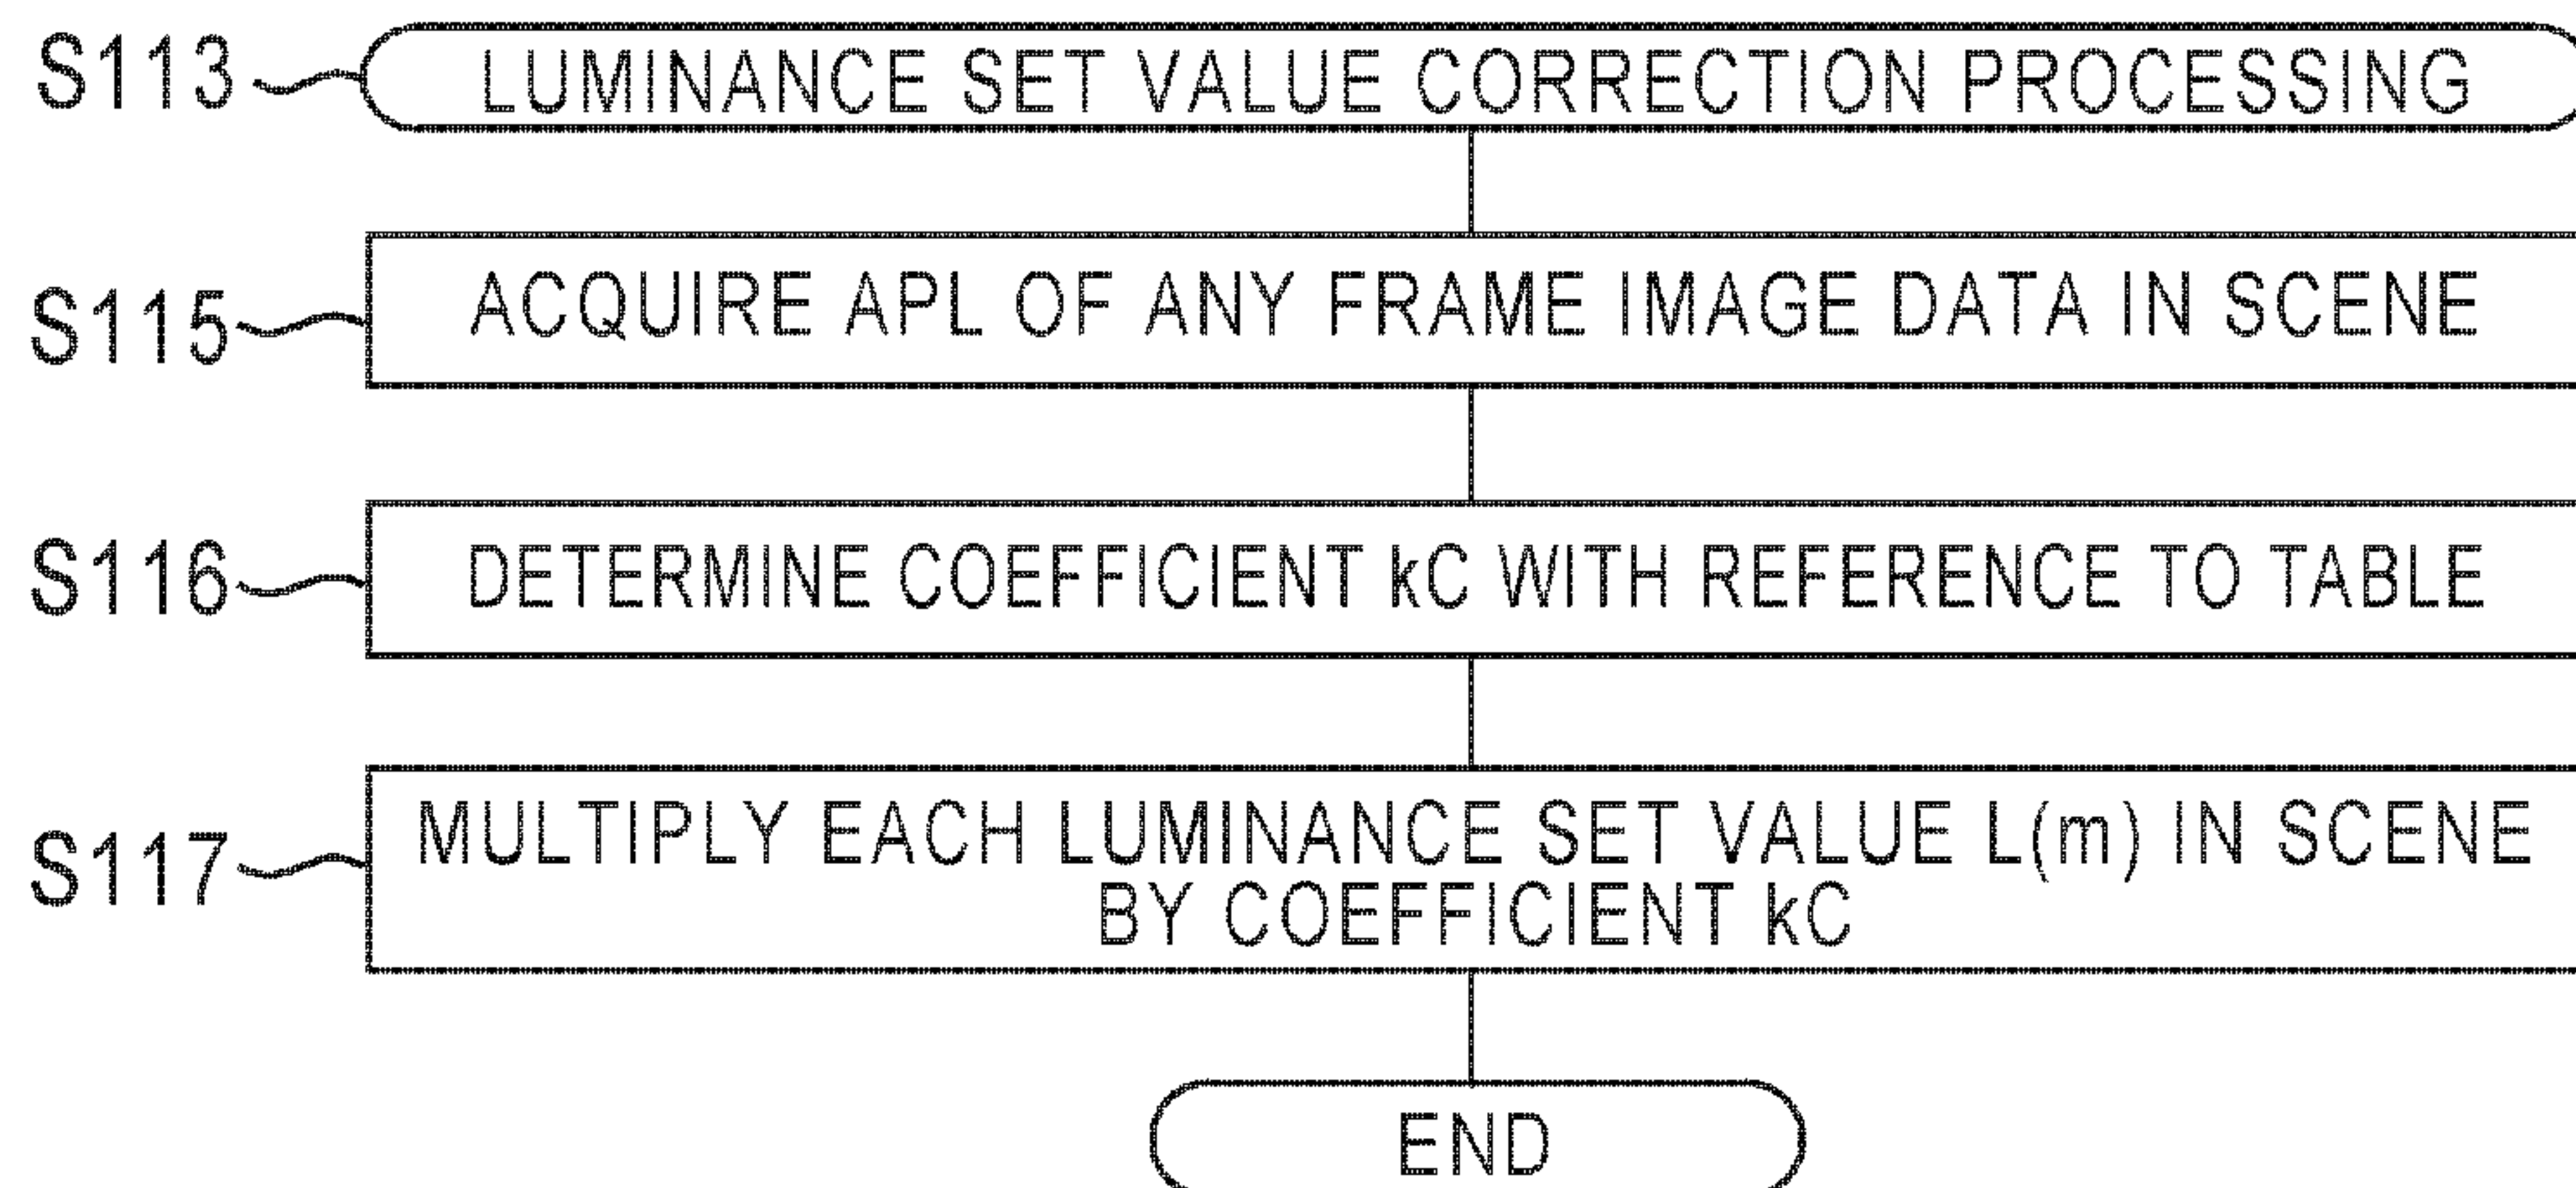 S113 LUMINANCE SET VALUE CORRECTION PROCESSING
S115 ACQUIRE APL OF ANY FRAME IMAGE DATA IN SCENE
S116 DETERMINE COEFFICIENT kC WITH REFERENCE TO TABLE
S117 MULTIPLY EACH LUMINANCE SET VALUE L(m) IN SCENE
BY COEFFICIENT kC
END